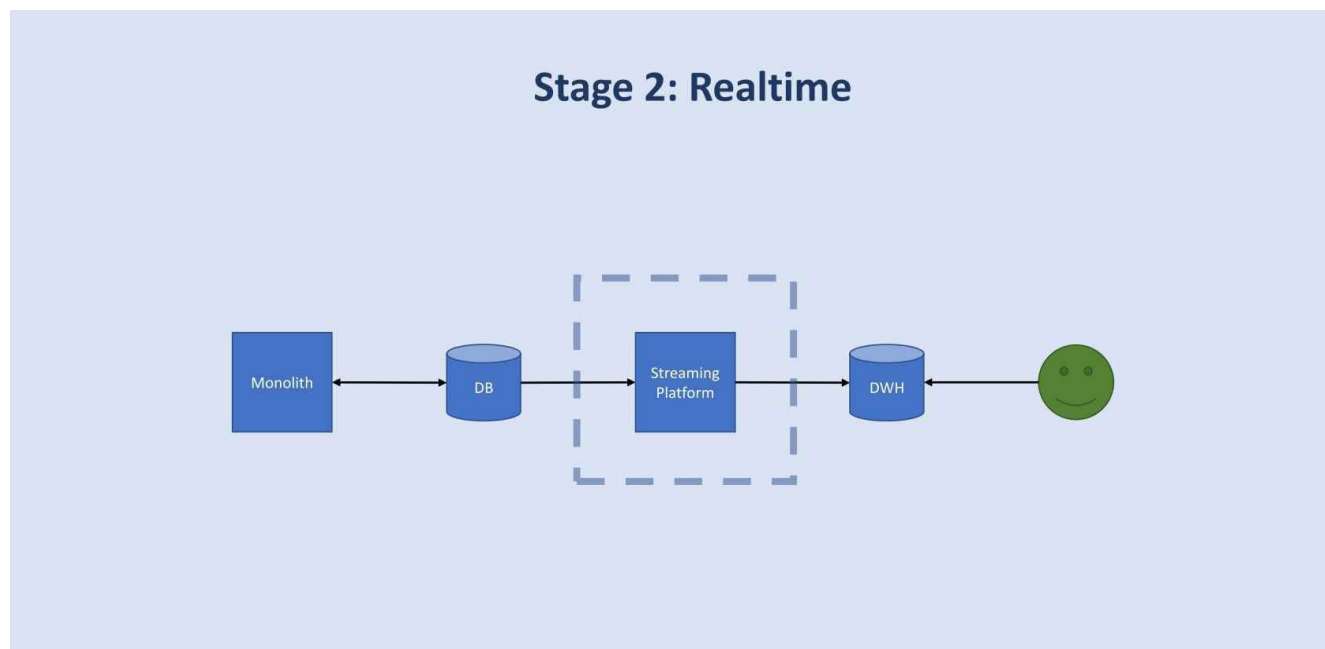 Stage 2: Realtime
Monolith
DB
Streaming
Platform
DWH